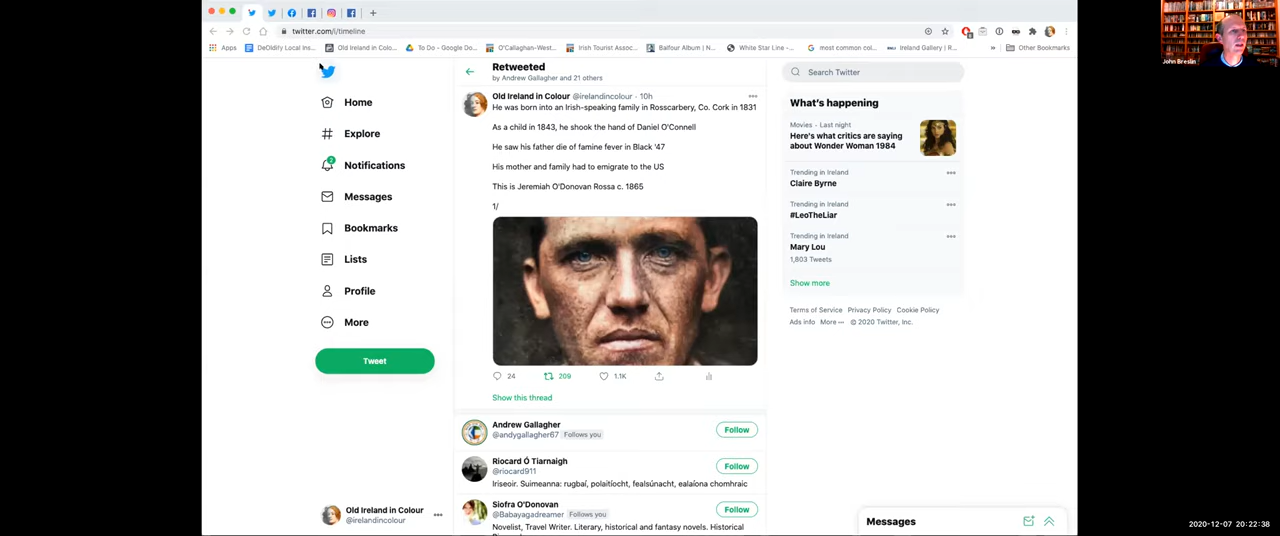 twitter.com/i/timeline
Apps
DeOldify Local Ins...
Old Ireland in Colo...
To Do - Google Do...
O'Callaghan-West...
Irish Tourist Assoc...
Balfour Album | N...
White Star Line -...
most common col...
Ireland Gallery | R...
»
Other Bookmarks
John Breslin
Home
Explore
2
Notifications
Messages
Bookmarks
Lists
Profile
More
Tweet
Old Ireland in Colour
@irelandincolour
Retweeted
by Andrew Gallagher and 21 others
Old Ireland in Colour @irelandincolour · 10h
He was born into an Irish-speaking family in Rosscarbery, Co. Cork in 1831
As a child in 1843, he shook the hand of Daniel O'Connell
He saw his father die of famine fever in Black '47
His mother and family had to emigrate to the US
This is Jeremiah O'Donovan Rossa c. 1865
1/
24 209 1.1K
Show this thread
Andrew Gallagher
@andygallagher67 Follows you
Follow
Riocard Ó Tiarnaigh
@riocard911
Follow
Iriseoir. Suimeanna: rugbaí, polaitíocht, fealsúnacht, ealaíona chomhraic
Siofra O'Donovan
@Babayagadreamer Follows you
Follow
Novelist, Travel Writer. Literary, historical and fantasy novels. Historical
Search Twitter
What's happening
Movies · Last night
Here's what critics are saying
about Wonder Woman 1984
Trending in Ireland
Claire Byrne
Trending in Ireland
#LeoTheLiar
Trending in Ireland
Mary Lou
1,803 Tweets
Show more
Terms of Service Privacy Policy Cookie Policy
Ads info More ··· © 2020 Twitter, Inc.
Messages
2020-12-07 20:22:38